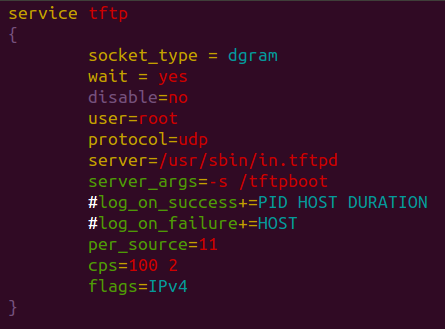 service tftp
{
socket_type = dgram
wait = yes
disable=no
user=root
protocol=udp
server=/usr/sbin/in.tftpd
server_args=-s /tftpboot
#log_on_success+=PID HOST DURATION
#log_on_failure+=HOST
per_source=11
cps=100 2
flags=IPv4
}